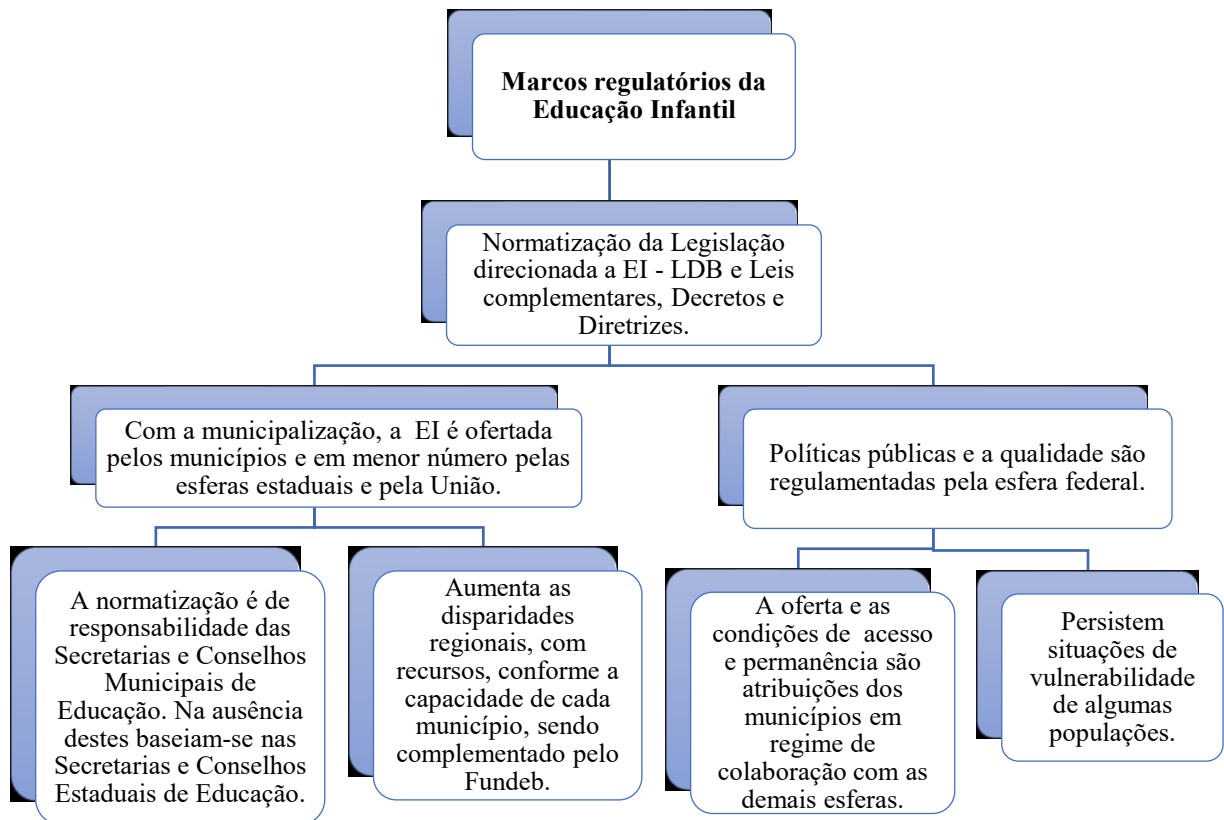 Marcos regulatórios da
Educação Infantil
Normatização da Legislação
direcionada a EI - LDB e Leis
complementares, Decretos e
Diretrizes.
Com a municipalização, a EI é ofertada
pelos municípios e em menor número pelas
esferas estaduais e pela União.
Políticas públicas e a qualidade são
regulamentadas pela esfera federal.
A normatização é de
responsabilidade das
Secretarias e Conselhos
Municipais de
Educação. Na ausência
destes baseiam-se nas
Secretarias e Conselhos
Estaduais de Educação.
Aumenta as
disparidades
regionais, com
recursos, conforme a
capacidade de cada
município, sendo
complementado pelo
Fundeb.
A oferta e as
condições de acesso
e permanência são
atribuições dos
municípios em
regime de
colaboração com as
demais esferas.
Persistem
situações de
vulnerabilidade
de algumas
populações.